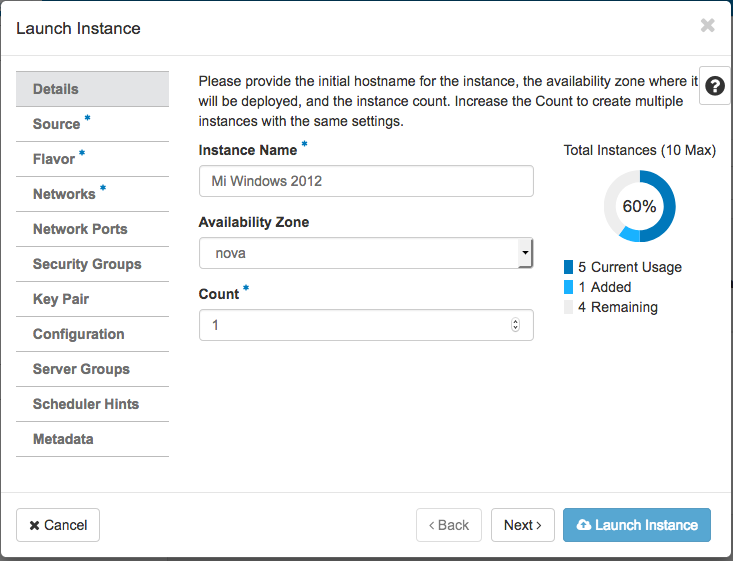 Launch Instance
×
Details
Source *
Flavor *
Networks *
Network Ports
Security Groups
Key Pair
Configuration
Server Groups
Scheduler Hints
Metadata
Please provide the initial hostname for the instance, the availability zone where it
will be deployed, and the instance count. Increase the Count to create multiple
instances with the same settings.
?
Instance Name *
Mi Windows 2012
Availability Zone
nova
Count *
1
Total Instances (10 Max)
60%
5 Current Usage
1 Added
4 Remaining
× Cancel
< Back
Next >
Launch Instance